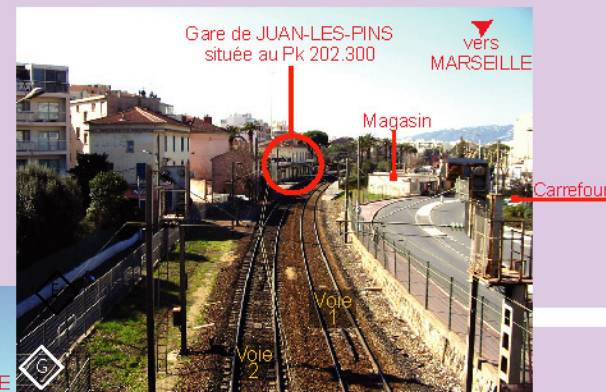 Gare de JUAN-LES-PINS
située au Pk 202.300
vers
MARSEILLE
Magasin
Carrefour
Voie
1
Voie
2
F
G
E